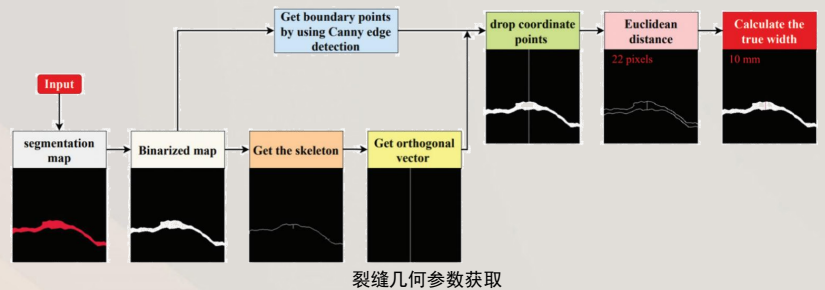 Get boundary points
by using Canny edge
detection
drop coordinate
points
Euclidean
distance
Calculate the
true width
22 pixels
10 mm
Input
segmentation
map
Binarized map
Get the skeleton
Get orthogonal
vector
裂缝几何参数获取